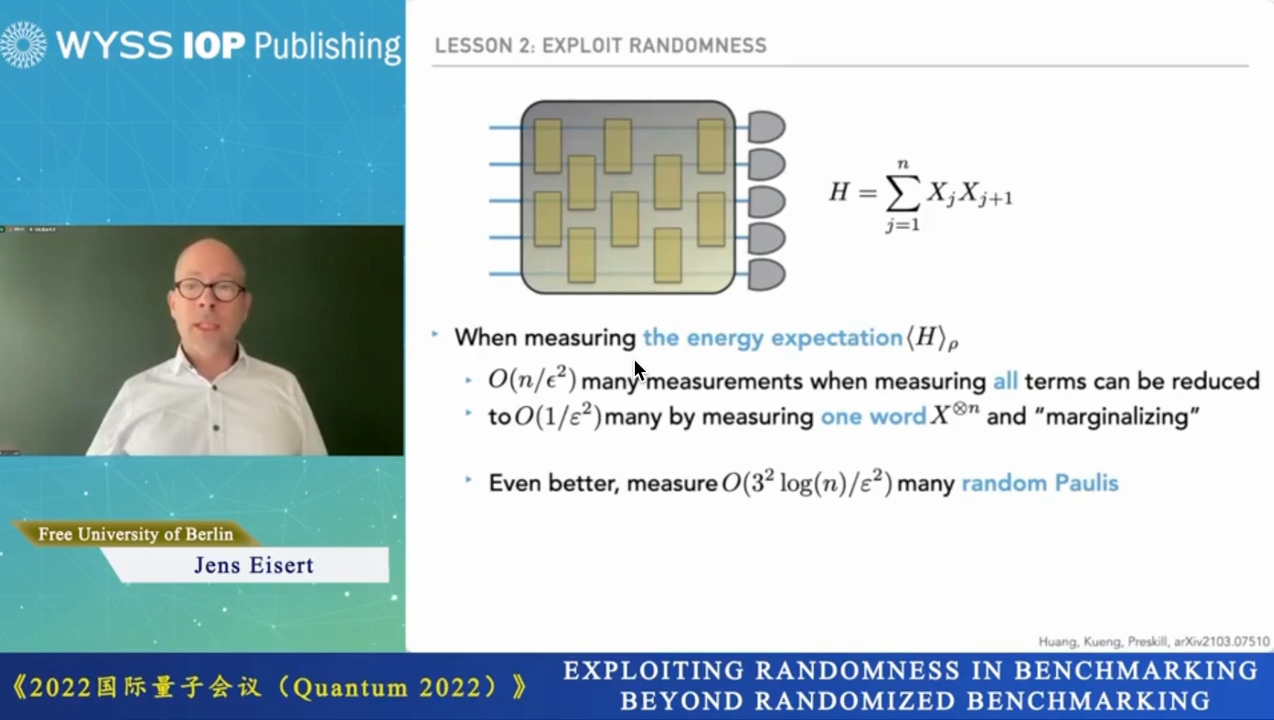 WYSS IOP Publishing
LESSON 2: EXPLOIT RANDOMNESS
H = \sum_{j=1}^{n} X_j X_{j+1}
‣ When measuring the energy expectation ⟨H⟩_ρ
‣ O(n/ϵ²) many measurements when measuring all terms can be reduced
‣ to O(1/ε²) many by measuring one word X^{⊗n} and “marginalizing”
‣ Even better, measure O(3² log(n)/ε²) many random Paulis
Free University of Berlin
Jens Eisert
Huang, Kueng, Preskill, arXiv2103.07510
《2022国际量子会议（Quantum 2022）》
EXPLOITING RANDOMNESS IN BENCHMARKING
BEYOND RANDOMIZED BENCHMARKING